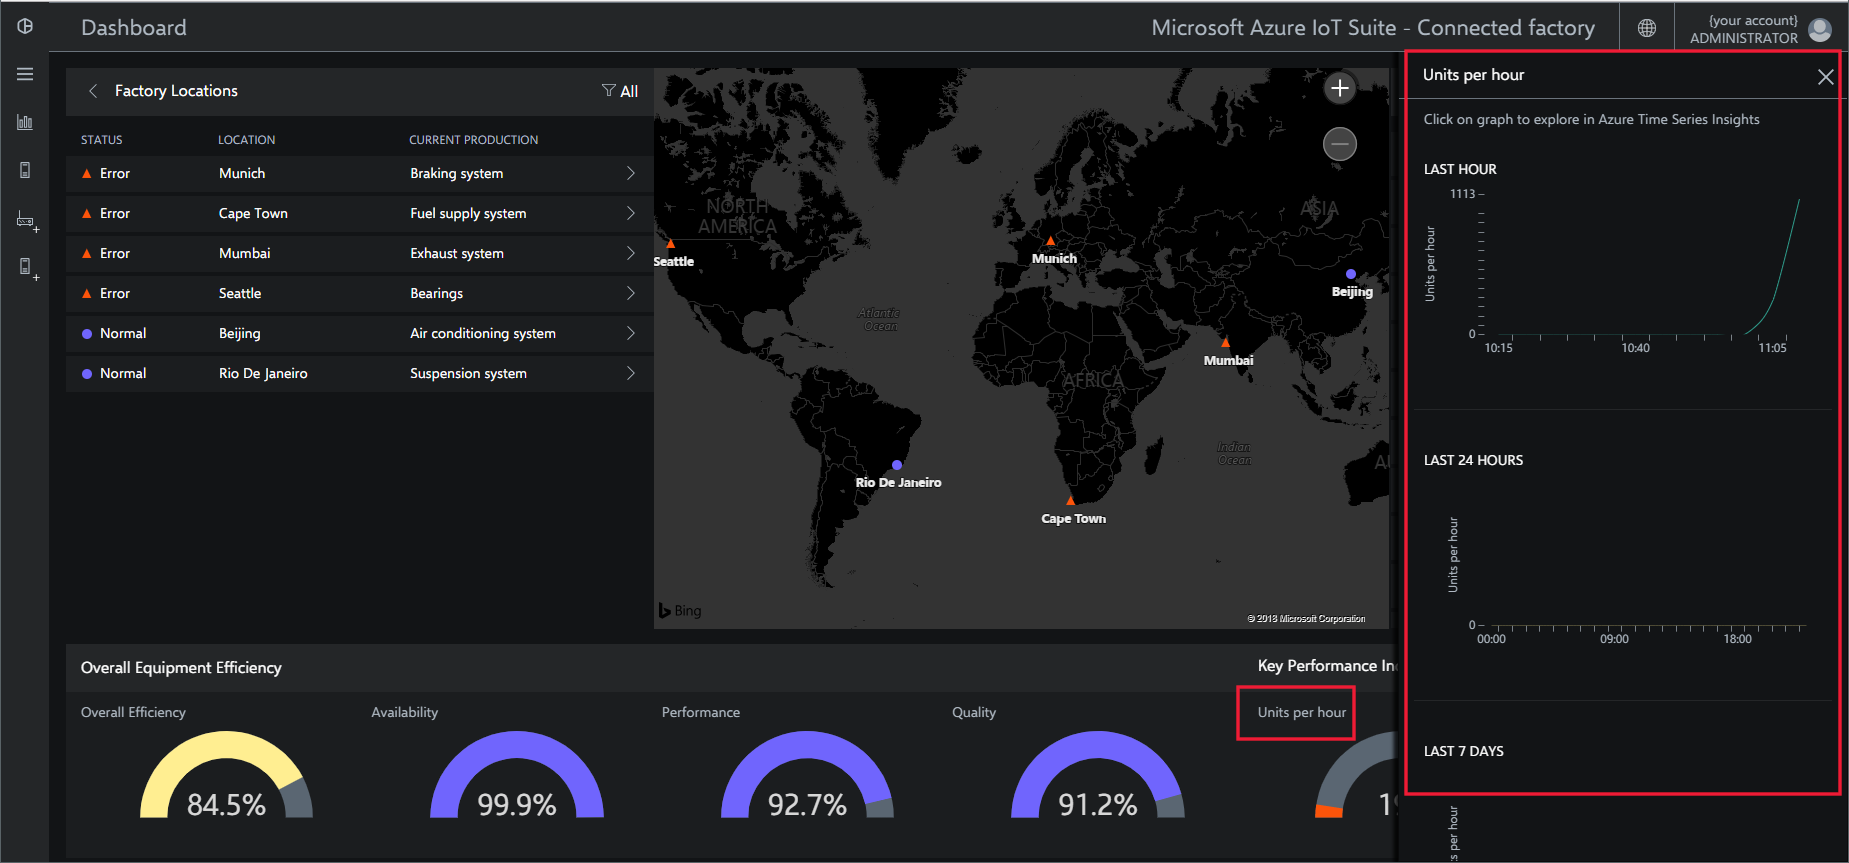 Dashboard
Microsoft Azure IoT Suite - Connected factory
{your account}
ADMINISTRATOR
Factory Locations
All
STATUS LOCATION CURRENT PRODUCTION
Error Munich Braking system
Error Cape Town Fuel supply system
Error Mumbai Exhaust system
Error Seattle Bearings
Normal Beijing Air conditioning system
Normal Rio De Janeiro Suspension system
NORTH
AMERICA
ASIA
Seattle
Munich
Beijing
Atlantic
Ocean
Mumbai
AFRICA
Indian
Ocean
AU
Rio De Janeiro
Cape Town
Bing
© 2018 Microsoft Corporation
Overall Equipment Efficiency
Key Performance In
Overall Efficiency
84.5%
Availability
99.9%
Performance
92.7%
Quality
91.2%
Units per hour
Units per hour
Click on graph to explore in Azure Time Series Insights
LAST HOUR
1113
Units per hour
0
10:15 10:40 11:05
LAST 24 HOURS
Units per hour
0
00:00 09:00 18:00
LAST 7 DAYS
per hour